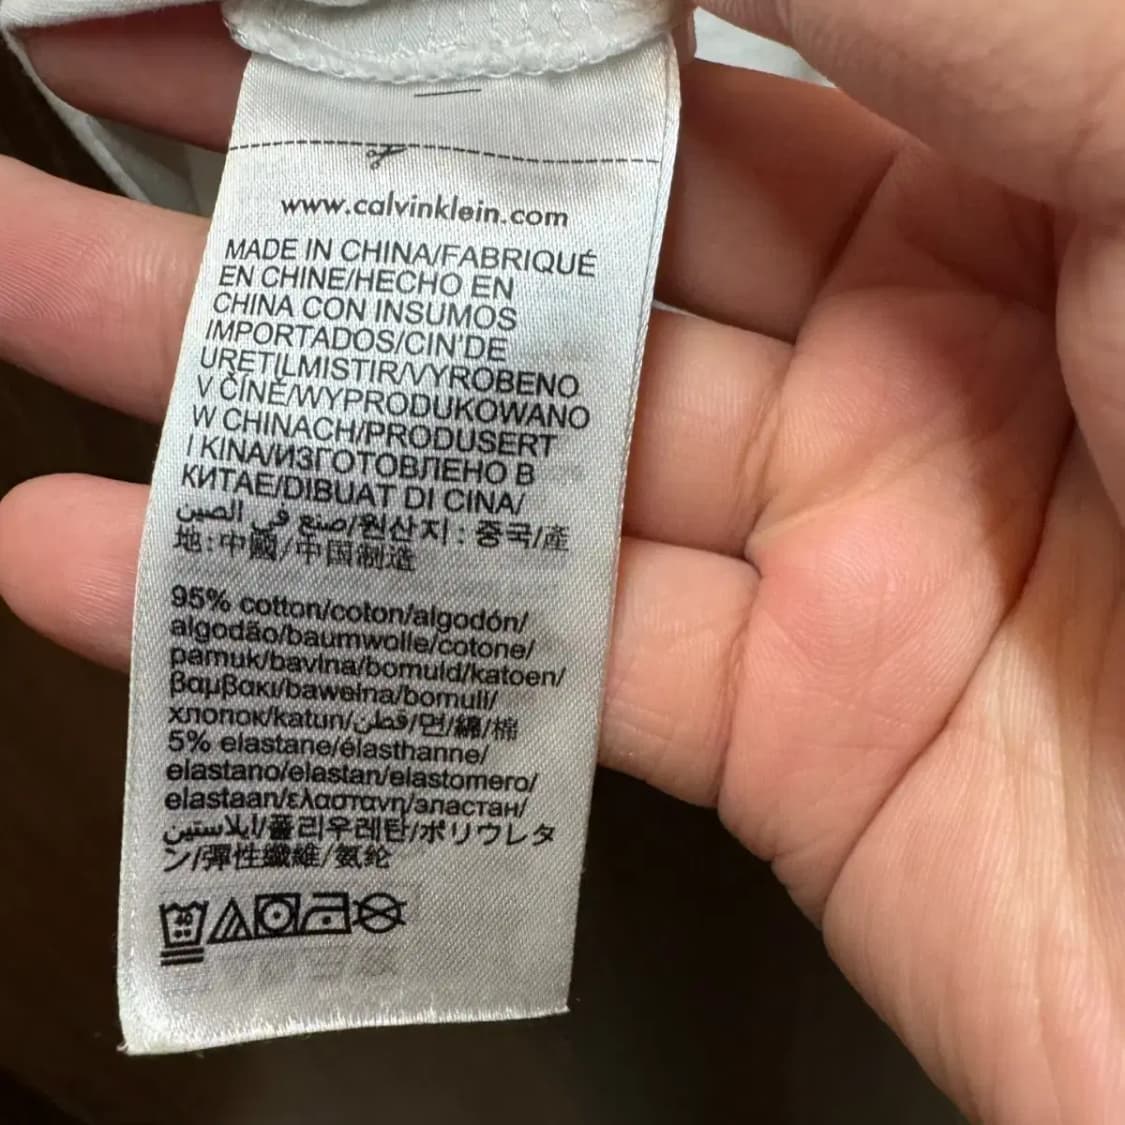 www.calvinklein.com
MADE IN CHINA/FABRIQUÉ
EN CHINE/HECHO EN
CHINA CON INSUMOS
IMPORTADOS/CIN'DE
URETILMISTIR/VYROBENO
V ČÍNĚ/WYPRODUKOWANO
W CHINACH/PRODUSERT
I KINA/ИЗГОТОВЛЕНО В
КИТАЕ/DIBUAT DI CINA/
صنع في الصين/원산지 : 중국/產
地:中國/中国制造
95% cotton/coton/algodón/
algodão/baumwolle/cotone/
pamuk/bavlna/bomuld/katoen/
βαμβακι/bawełna/bomull/
хлопок/katun/قطن/면/綿/棉
5% elastane/élasthanne/
elastano/elastan/elastomero/
elastaan/ελαστανη/эластан/
ايلاستين/폴리우레탄/ポリウレタ
ン/彈性纖維/氨纶
40